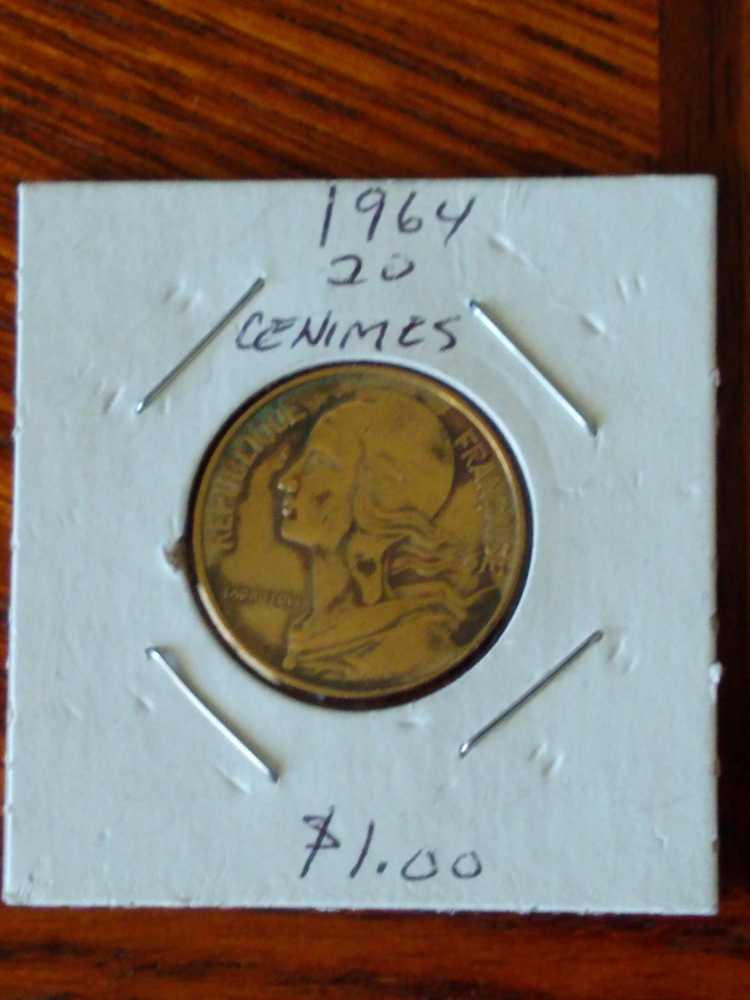 1964
20
CENIMES
REPUBLIQUE FRANÇAISE
$1.00